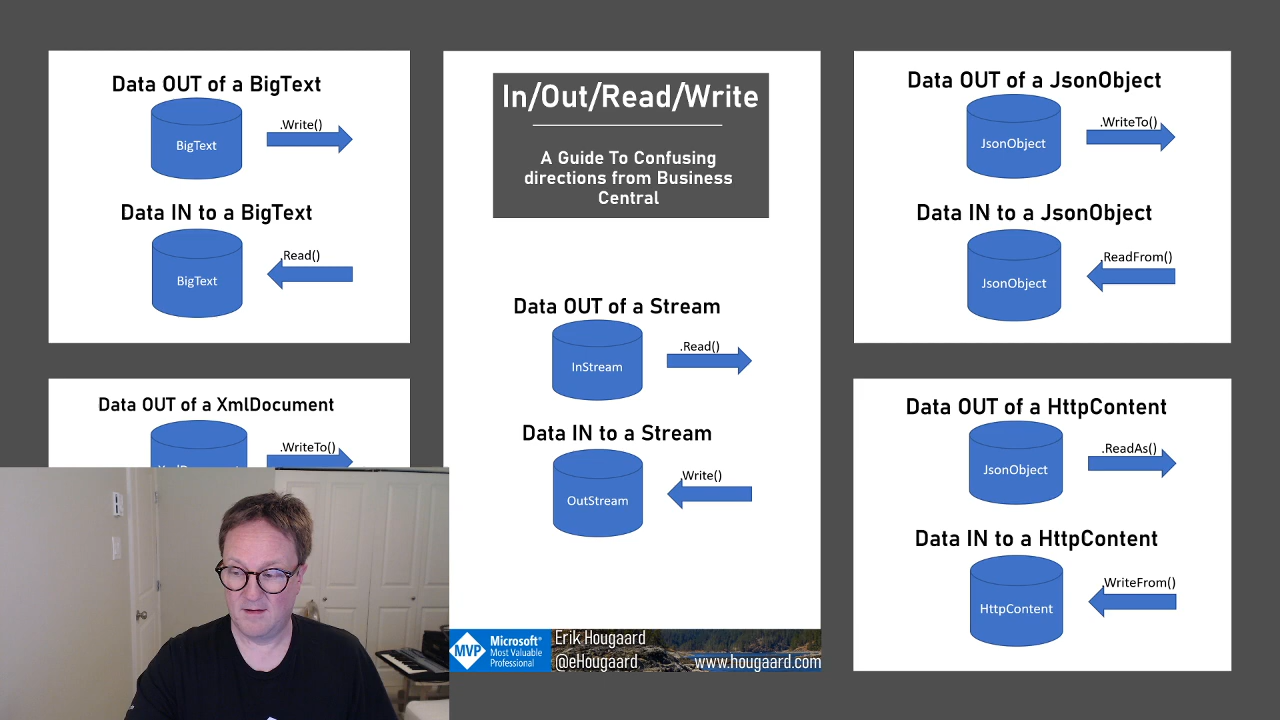 Data OUT of a BigText
.Write()
BigText
Data IN to a BigText
.Read()
BigText
Data OUT of a XmlDocument
.WriteTo()
In/Out/Read/Write
A Guide To Confusing
directions from Business
Central
Data OUT of a Stream
.Read()
InStream
Data IN to a Stream
.Write()
OutStream
MVP
Microsoft®
Most Valuable
Professional
Erik Hougaard
@eHougaard
www.hougaard.com
Data OUT of a JsonObject
.WriteTo()
JsonObject
Data IN to a JsonObject
.ReadFrom()
JsonObject
Data OUT of a HttpContent
.ReadAs()
JsonObject
Data IN to a HttpContent
.WriteFrom()
HttpContent